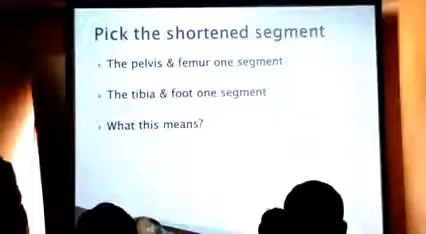 Pick the shortened segment
The pelvis & femur one segment
The tibia & foot one segment
What this means?